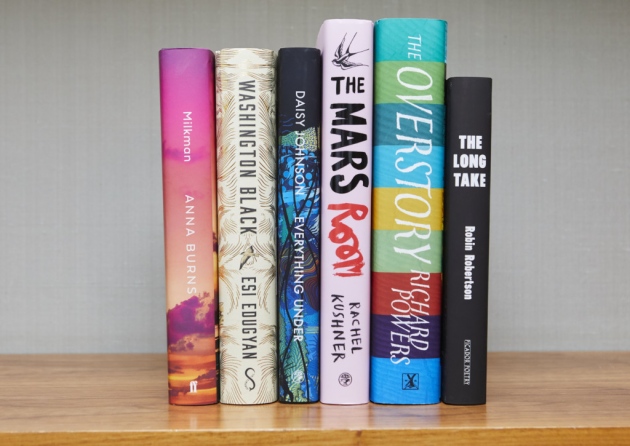 Milkman
ANNA BURNS
WASHINGTON BLACK
ESI EDUGYAN
DAISY JOHNSON
EVERYTHING UNDER
THE
MARS
ROOM
RACHEL
KUSHNER
THE
OVERSTORY
RICHARD
POWERS
THE
LONG
TAKE
Robin Robertson
PICADOR POETRY